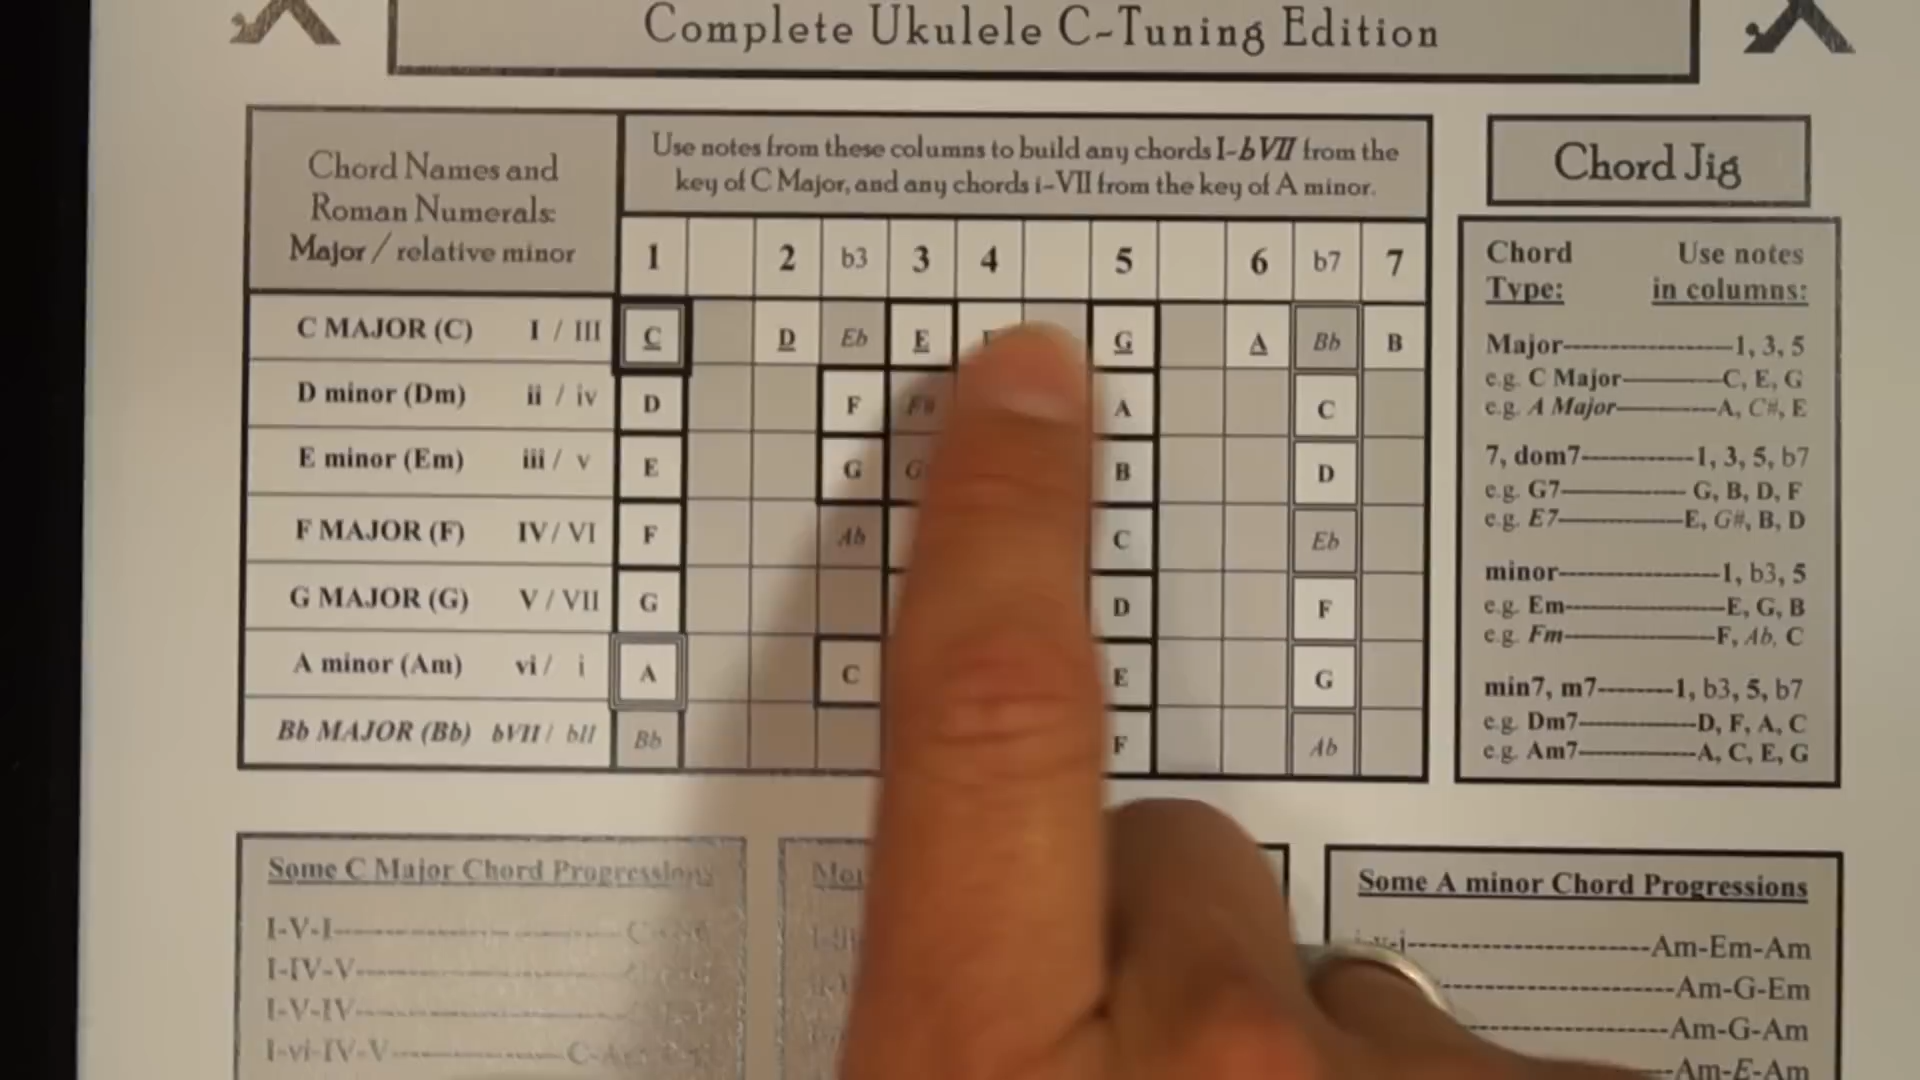 Complete Ukulele C-Tuning Edition
Chord Names and
Roman Numerals:
Major / relative minor
Use notes from these columns to build any chords I-bVII from the
key of C Major, and any chords i-VII from the key of A minor.
1 2 b3 3 4 5 6 b7 7
C MAJOR (C) I / III C D Eb E G A Bb B
D minor (Dm) ii / iv D F F# A C
E minor (Em) iii / v E G B D
F MAJOR (F) IV / VI F Ab C Eb
G MAJOR (G) V / VII G D F
A minor (Am) vi / i A C E G
Bb MAJOR (Bb) bVII / bII Bb F Ab
Chord Jig
Chord Use notes
Type: in columns:
Major----------------1, 3, 5
e.g. C Major---------C, E, G
e.g. A Major---------A, C#, E
7, dom7-----------1, 3, 5, b7
e.g. G7------------ G, B, D, F
e.g. E7-------------E, G#, B, D
minor---------------1, b3, 5
e.g. Em---------------E, G, B
e.g. Fm--------------F, Ab, C
min7, m7-------1, b3, 5, b7
e.g. Dm7-----------D, F, A, C
e.g. Am7-----------A, C, E, G
Some C Major Chord Progressions
I-V-I
I-IV-V
I-V-IV
I-vi-IV-V
Some A minor Chord Progressions
Am-Em-Am
Am-G-Em
Am-G-Am
Am-E-Am